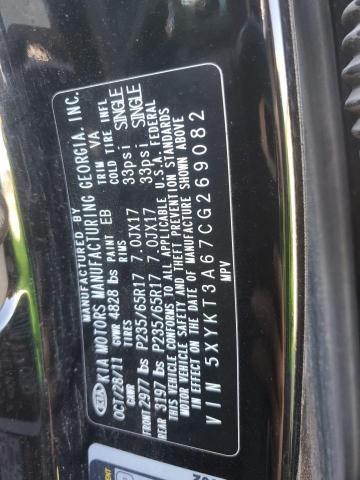 MANUFACTURED BY
KIA KIA MOTORS MANUFACTURING GEORGIA. INC.
OCT/28/11 GVWR 4828 lbs PAINT EB TRIM VA
GAWR TIRES RIMS COLD TIRE INFL
FRONT 2977 lbs P235/65R17 7.0JX17 33psi SINGLE
REAR 3197 lbs P235/65R17 7.0JX17 33psi SINGLE
THIS VEHICLE CONFORMS TO ALL APPLICABLE U.S.A. FEDERAL
MOTOR VEHICLE SAFETY AND THEFT PREVENTION STANDARDS
IN EFFECT ON THE DATE OF MANUFACTURE SHOWN ABOVE
VIN 5XYKT3A67CG269082
MPV